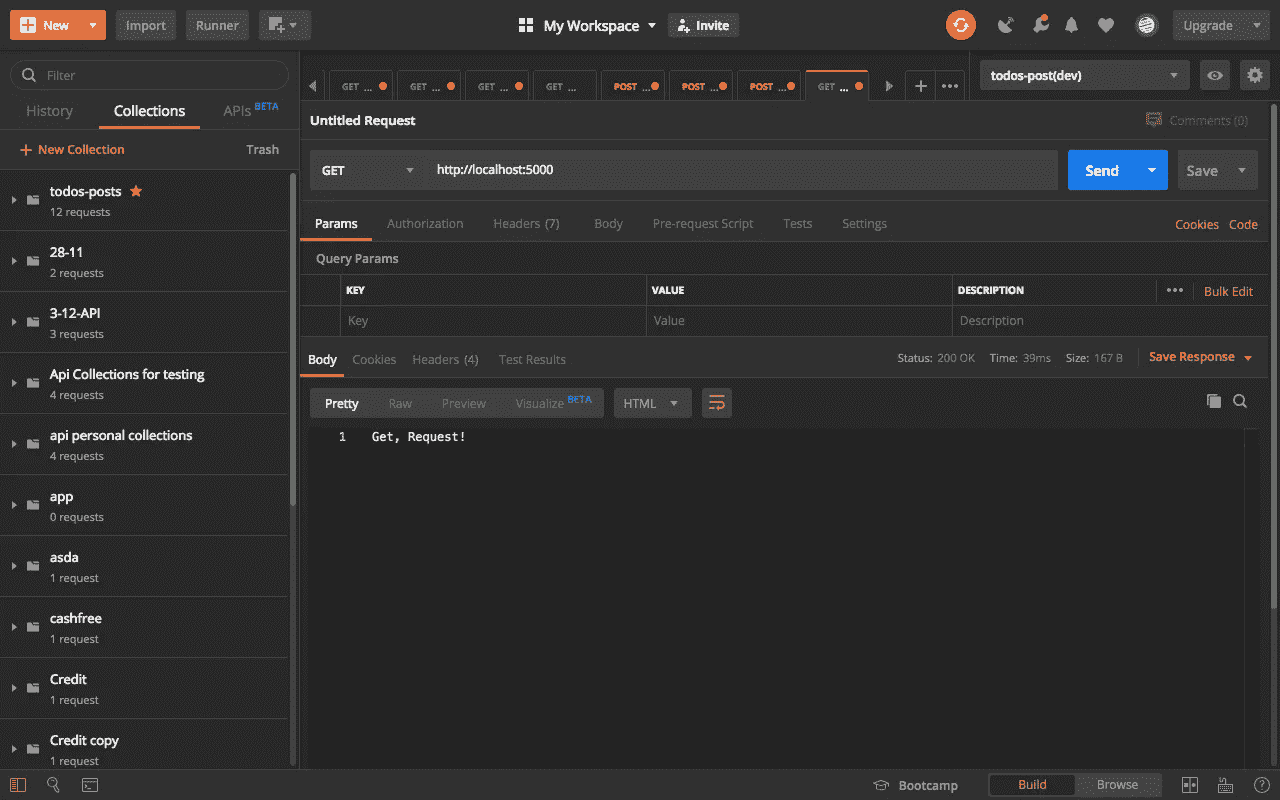 New Import Runner My Workspace Invite Upgrade
Filter
History Collections APIs BETA
New Collection Trash
todos-posts
12 requests
28-11
2 requests
3-12-API
3 requests
Api Collections for testing
4 requests
api personal collections
4 requests
app
0 requests
asda
1 request
cashfree
1 request
Credit
1 request
Credit copy
1 request
GET ... GET ... GET ... GET ... POST ... POST ... POST ... GET ... todos-post(dev)
Untitled Request Comments (0)
GET http://localhost:5000 Send Save
Params Authorization Headers (7) Body Pre-request Script Tests Settings Cookies Code
Query Params
KEY VALUE DESCRIPTION Bulk Edit
Key Value Description
Body Cookies Headers (4) Test Results Status: 200 OK Time: 39ms Size: 167 B Save Response
Pretty Raw Preview Visualize BETA HTML
1 Get, Request!
Bootcamp Build Browse